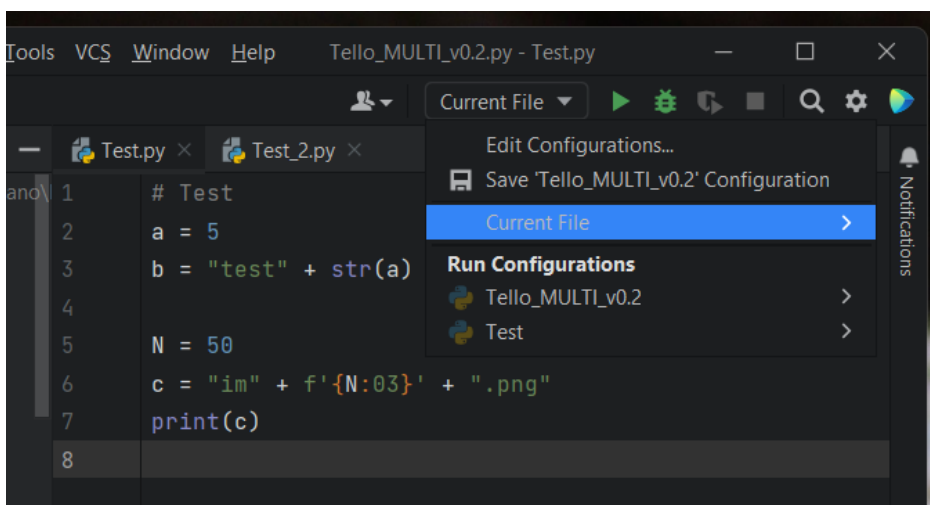 Tools VCS Window Help Tello_MULTI_v0.2.py - Test.py
Current File
Test.py Test_2.py
Edit Configurations...
Save 'Tello_MULTI_v0.2' Configuration
Current File
Run Configurations
Tello_MULTI_v0.2
Test
Notifications
ano\
1 # Test
2 a = 5
3 b = "test" + str(a)
4
5 N = 50
6 c = "im" + f'{N:03}' + ".png"
7 print(c)
8